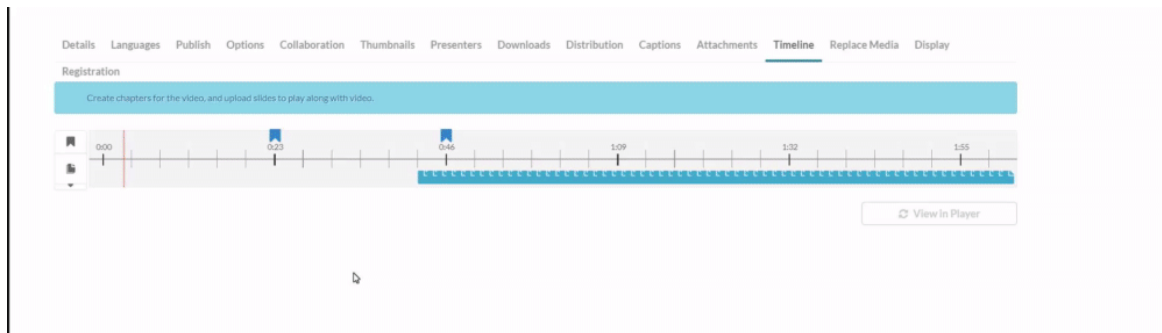 Details Languages Publish Options Collaboration Thumbnails Presenters Downloads Distribution Captions Attachments Timeline Replace Media Display
Registration
Create chapters for the video, and upload slides to play along with video.
0:00 0:23 0:46 1:09 1:32 1:55
View in Player